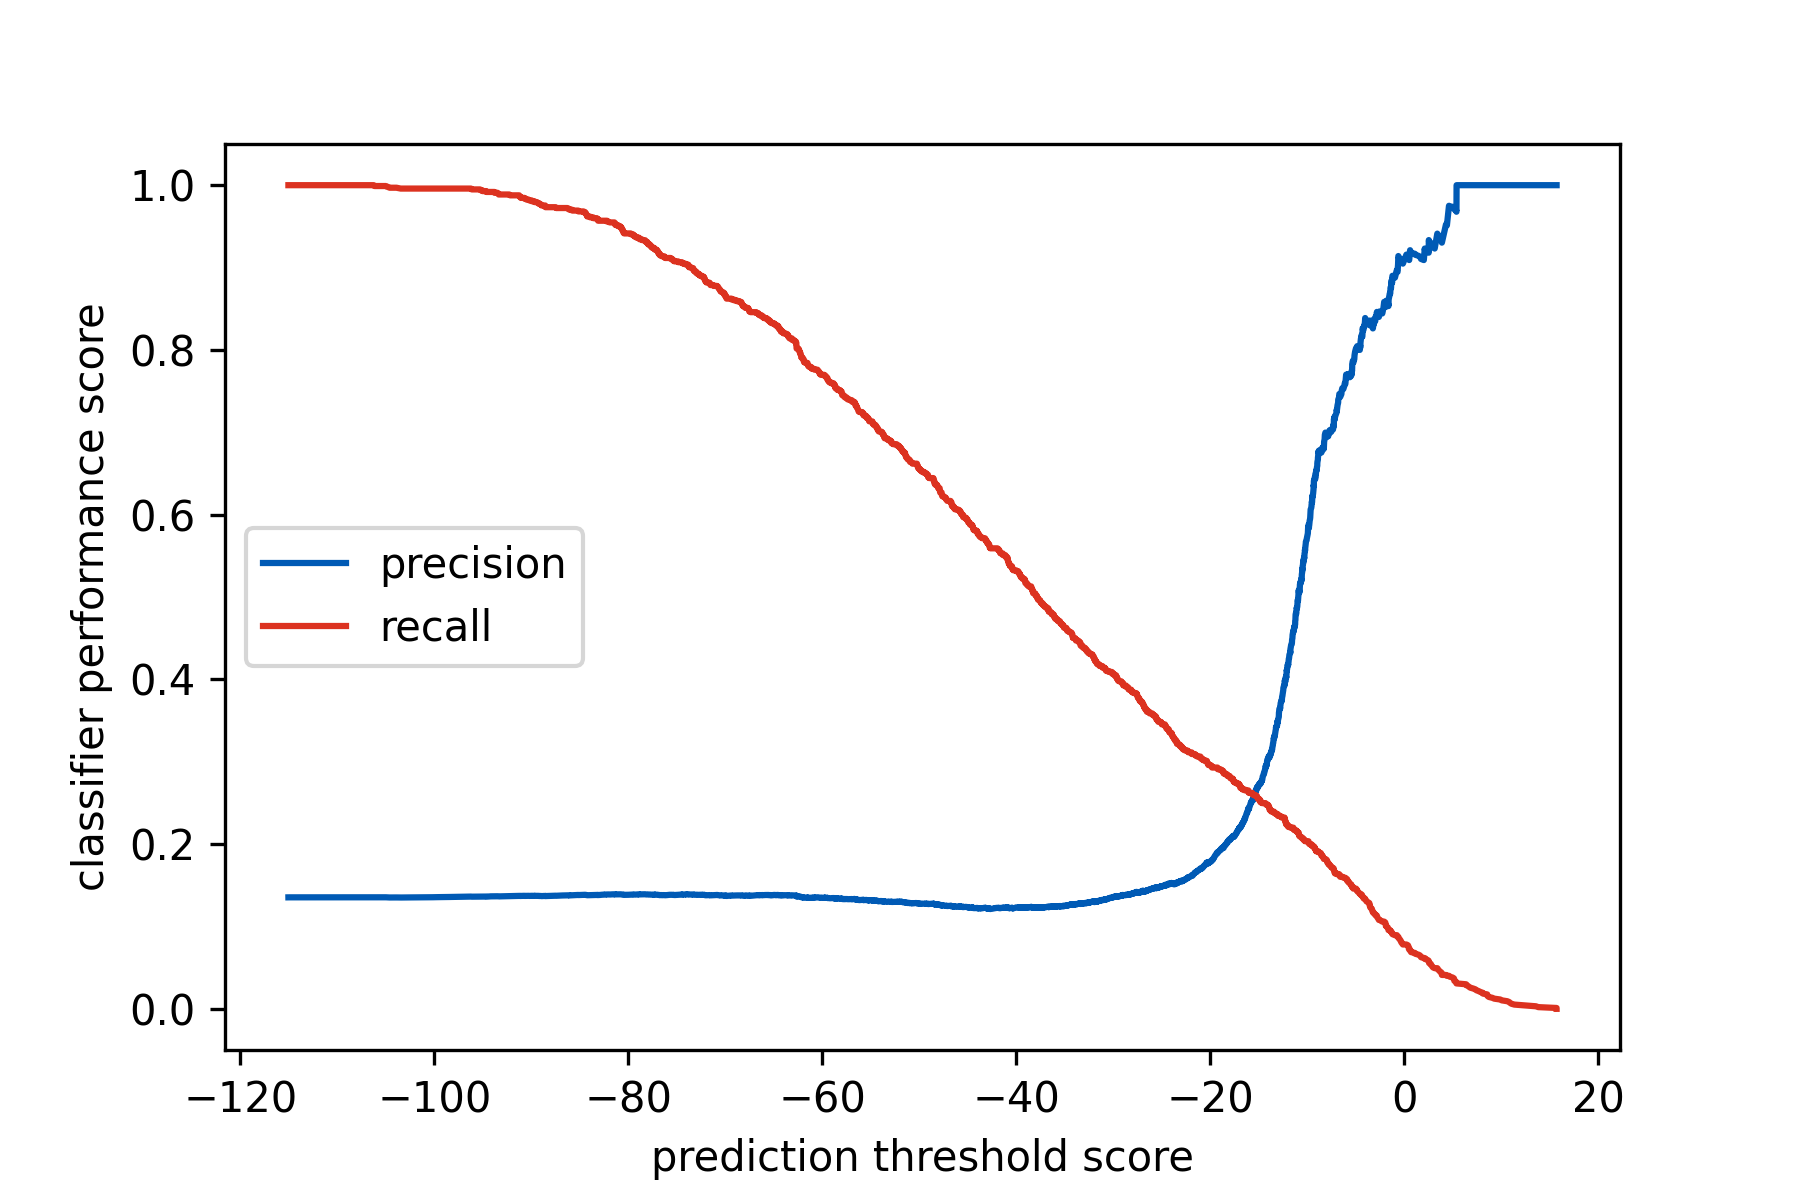 1.0
0.8
0.6
0.4
0.2
0.0
classifier performance score
precision
recall
−120 −100 −80 −60 −40 −20 0 20
prediction threshold score